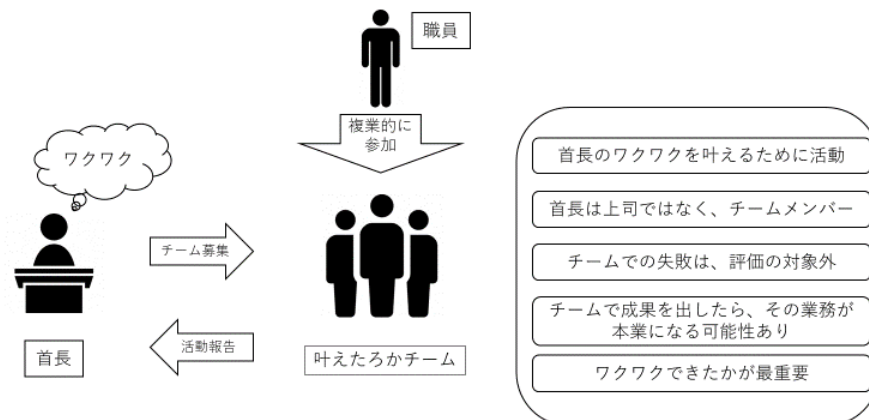 職員
複業的に
参加
ワクワク
チーム募集
活動報告
首長
叶えたろかチーム
首長のワクワクを叶えるために活動
首長は上司ではなく、チームメンバー
チームでの失敗は、評価の対象外
チームで成果を出したら、その業務が
本業になる可能性あり
ワクワクできたかが最重要